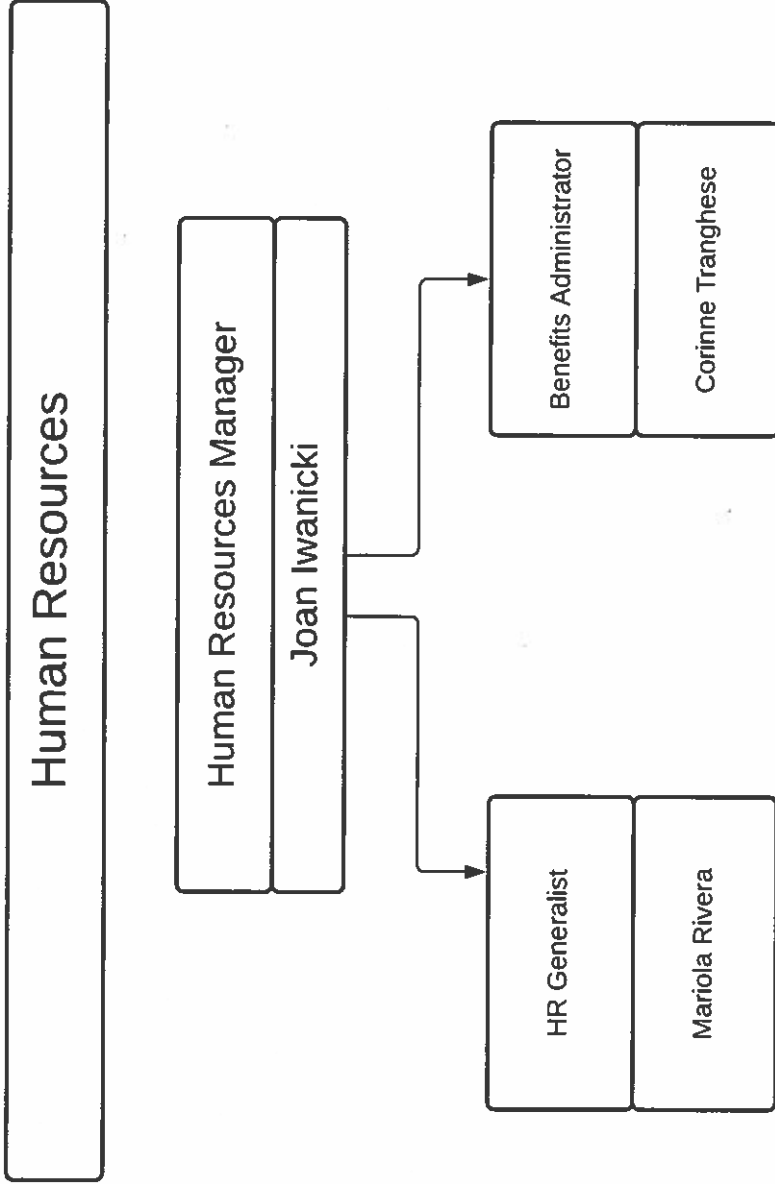 Human Resources
Human Resources Manager
Joan Iwanicki
HR Generalist
Mariola Rivera
Benefits Administrator
Corinne Tranghese